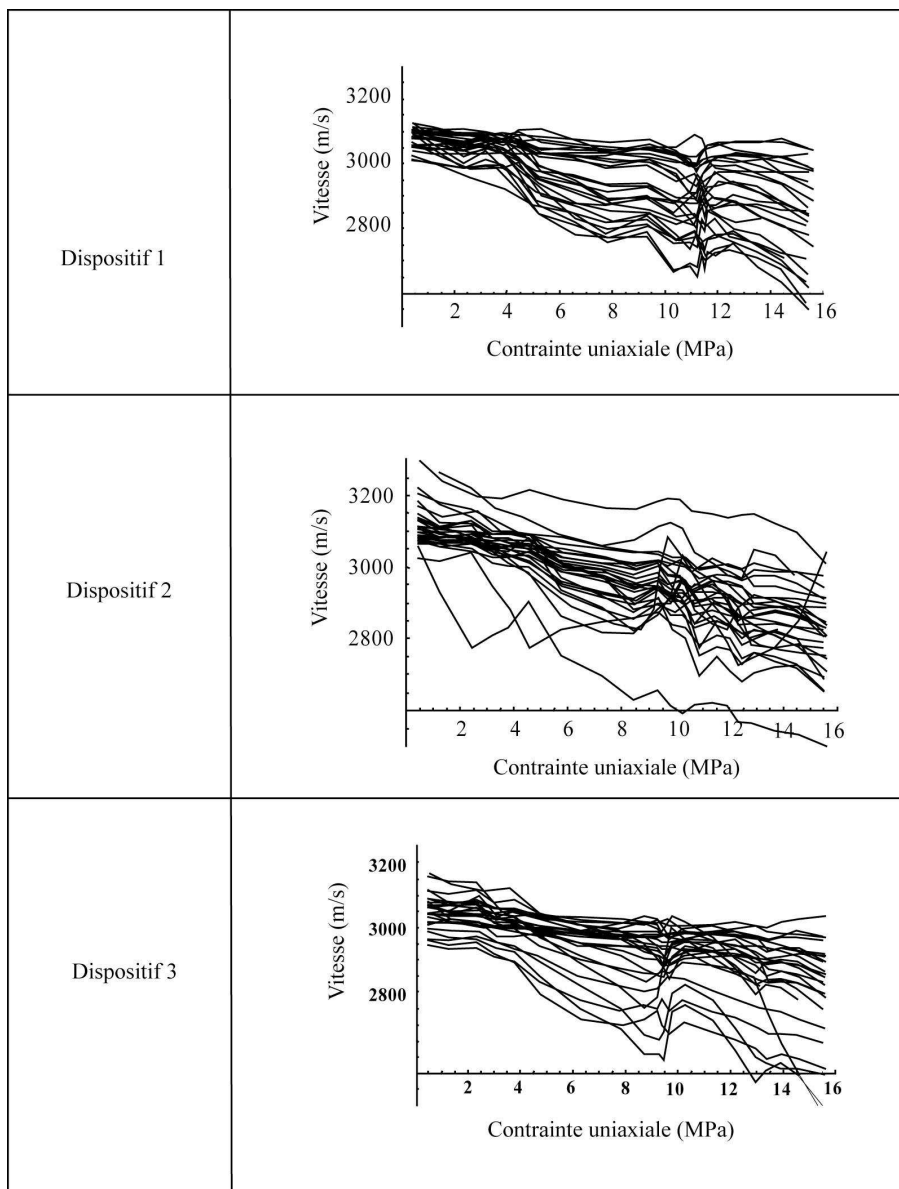 Dispositif 1
Vitesse (m/s)
3200
3000
2800
2 4 6 8 10 12 14 16
Contrainte uniaxiale (MPa)
Dispositif 2
Vitesse (m/s)
3200
3000
2800
2 4 6 8 10 12 14 16
Contrainte uniaxiale (MPa)
Dispositif 3
Vitesse (m/s)
3200
3000
2800
2 4 6 8 10 12 14 16
Contrainte uniaxiale (MPa)